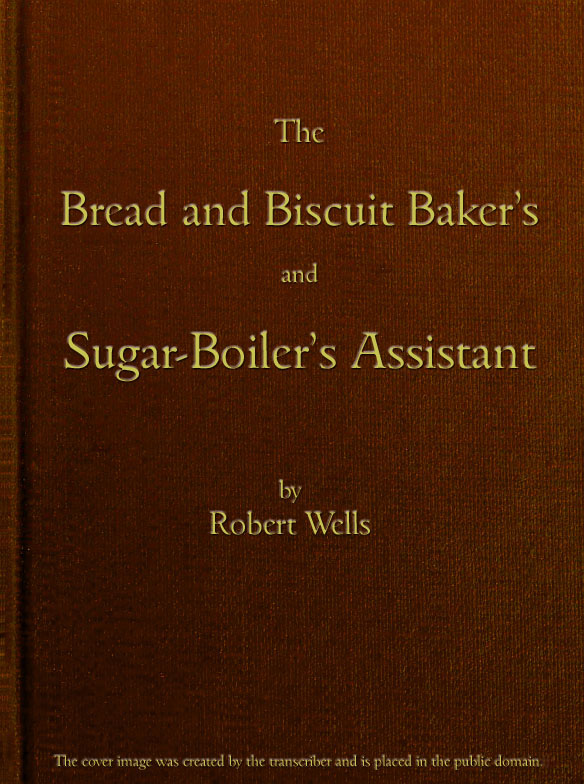 The
Bread and Biscuit Baker's
and
Sugar-Boiler's Assistant
by
Robert Wells
The cover image was created by the transcriber and is placed in the public domain.